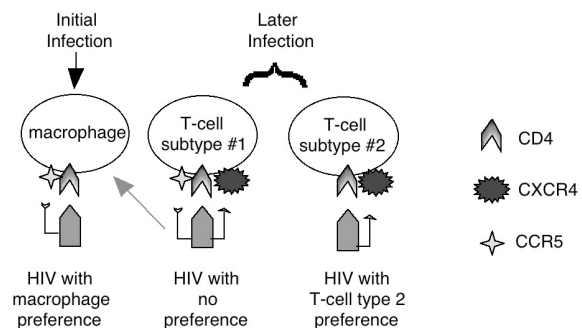 Initial
Infection
Later
Infection
macrophage
T-cell
subtype #1
T-cell
subtype #2
CD4
CXCR4
CCR5
HIV with
macrophage
preference
HIV with
no
preference
HIV with
T-cell type 2
preference